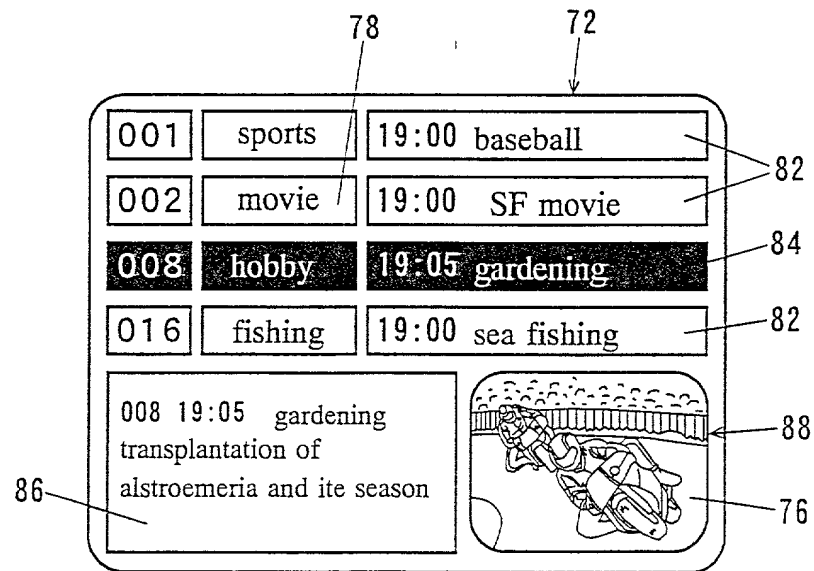 72
78
001 sports 19:00 baseball
82
002 movie 19:00 SF movie
84
008 hobby 19:05 gardening
82
016 fishing 19:00 sea fishing
008 19:05 gardening
transplantation of
alstroemeria and ite season
88
86
76